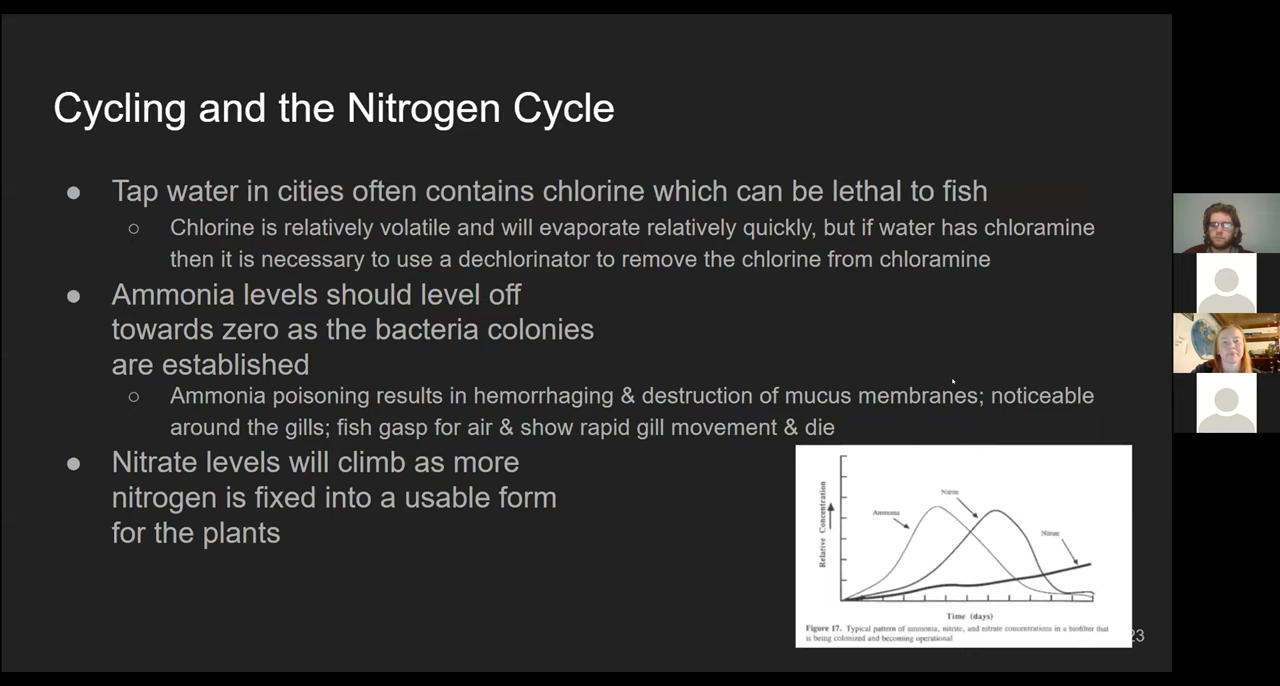 Cycling and the Nitrogen Cycle
Tap water in cities often contains chlorine which can be lethal to fish
Chlorine is relatively volatile and will evaporate relatively quickly, but if water has chloramine
then it is necessary to use a dechlorinator to remove the chlorine from chloramine
Ammonia levels should level off
towards zero as the bacteria colonies
are established
Ammonia poisoning results in hemorrhaging & destruction of mucus membranes; noticeable
around the gills; fish gasp for air & show rapid gill movement & die
Nitrate levels will climb as more
nitrogen is fixed into a usable form
for the plants
Relative Concentration
Ammonia
Time (days)
Figure 17. Typical pattern of ammonia, nitrite, and nitrate concentrations in a biofilter that
is being colonized and becoming operational
23